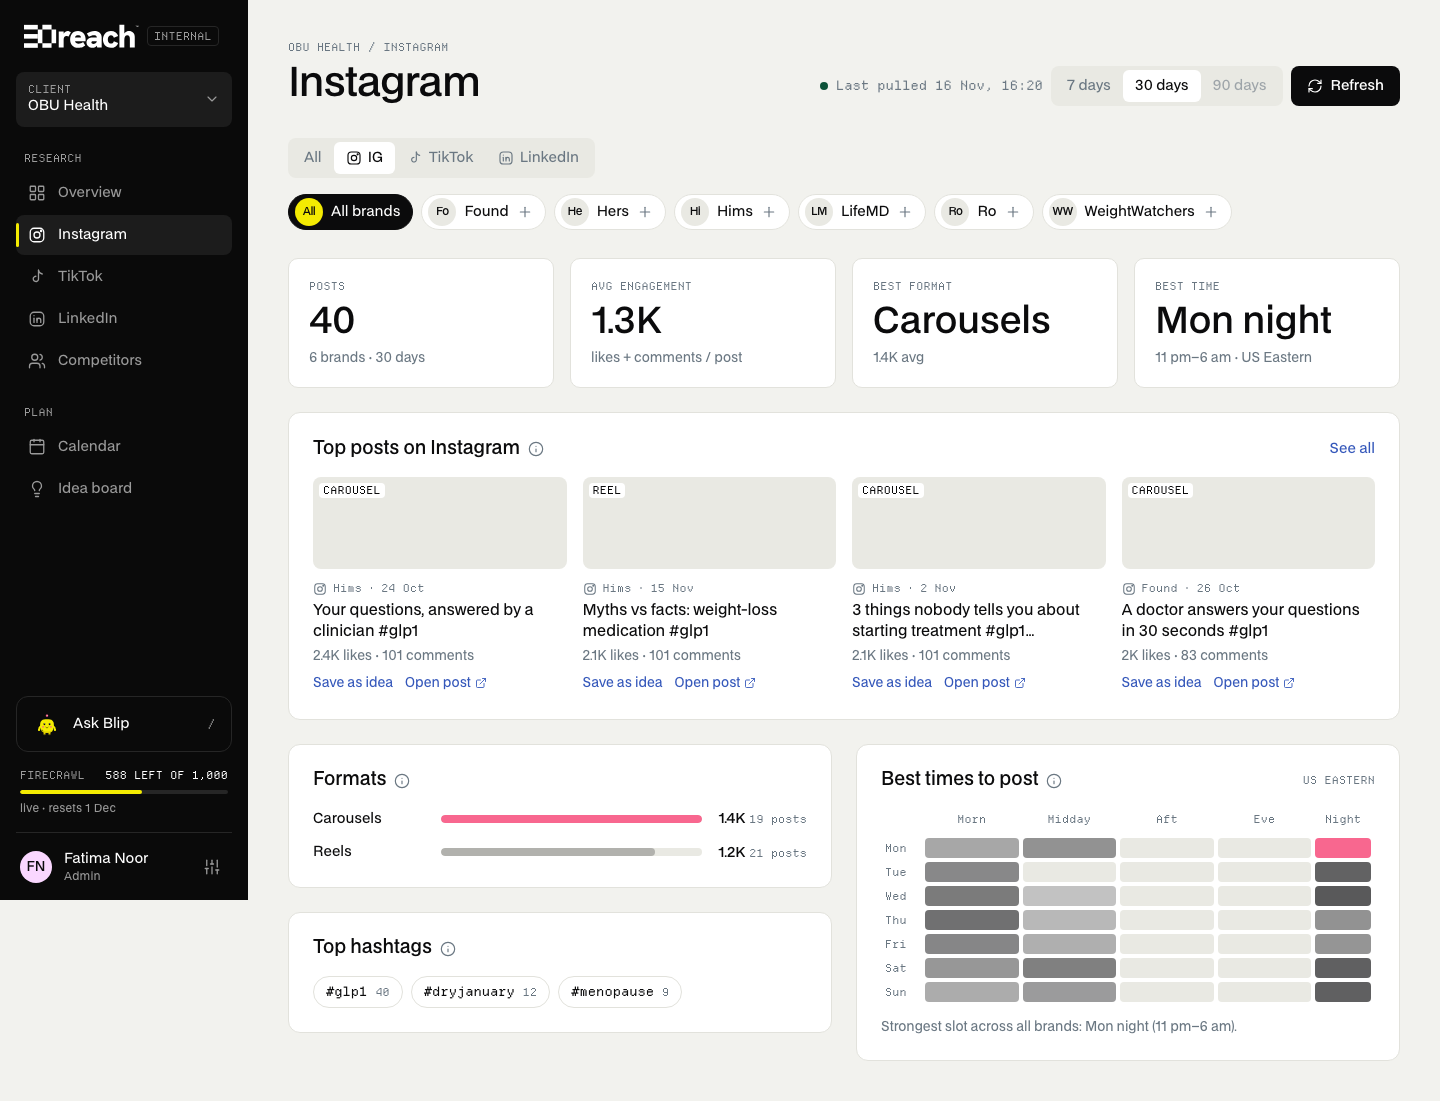 reach INTERNAL
CLIENT
OBU Health
RESEARCH
Overview
Instagram
TikTok
LinkedIn
Competitors
PLAN
Calendar
Idea board
Ask Blip /
FIRECRAWL 588 LEFT OF 1,000
live · resets 1 Dec
FN Fatima Noor
Admin
OBU HEALTH / INSTAGRAM
Instagram
Last pulled 16 Nov, 16:20 7 days 30 days 90 days Refresh
All IG TikTok LinkedIn
All All brands Fo Found He Hers Hi Hims LM LifeMD Ro Ro WW WeightWatchers
POSTS
40
6 brands · 30 days
AVG ENGAGEMENT
1.3K
likes + comments / post
BEST FORMAT
Carousels
1.4K avg
BEST TIME
Mon night
11 pm–6 am · US Eastern
Top posts on Instagram See all
CAROUSEL
Hims · 24 Oct
Your questions, answered by a
clinician #glp1
2.4K likes · 101 comments
Save as idea Open post
REEL
Hims · 15 Nov
Myths vs facts: weight-loss
medication #glp1
2.1K likes · 101 comments
Save as idea Open post
CAROUSEL
Hims · 2 Nov
3 things nobody tells you about
starting treatment #glp1...
2.1K likes · 101 comments
Save as idea Open post
CAROUSEL
Found · 26 Oct
A doctor answers your questions
in 30 seconds #glp1
2K likes · 83 comments
Save as idea Open post
Formats
Carousels 1.4K 19 posts
Reels 1.2K 21 posts
Top hashtags
#glp1 40 #dryjanuary 12 #menopause 9
Best times to post US EASTERN
Morn Midday Aft Eve Night
Mon
Tue
Wed
Thu
Fri
Sat
Sun
Strongest slot across all brands: Mon night (11 pm–6 am).